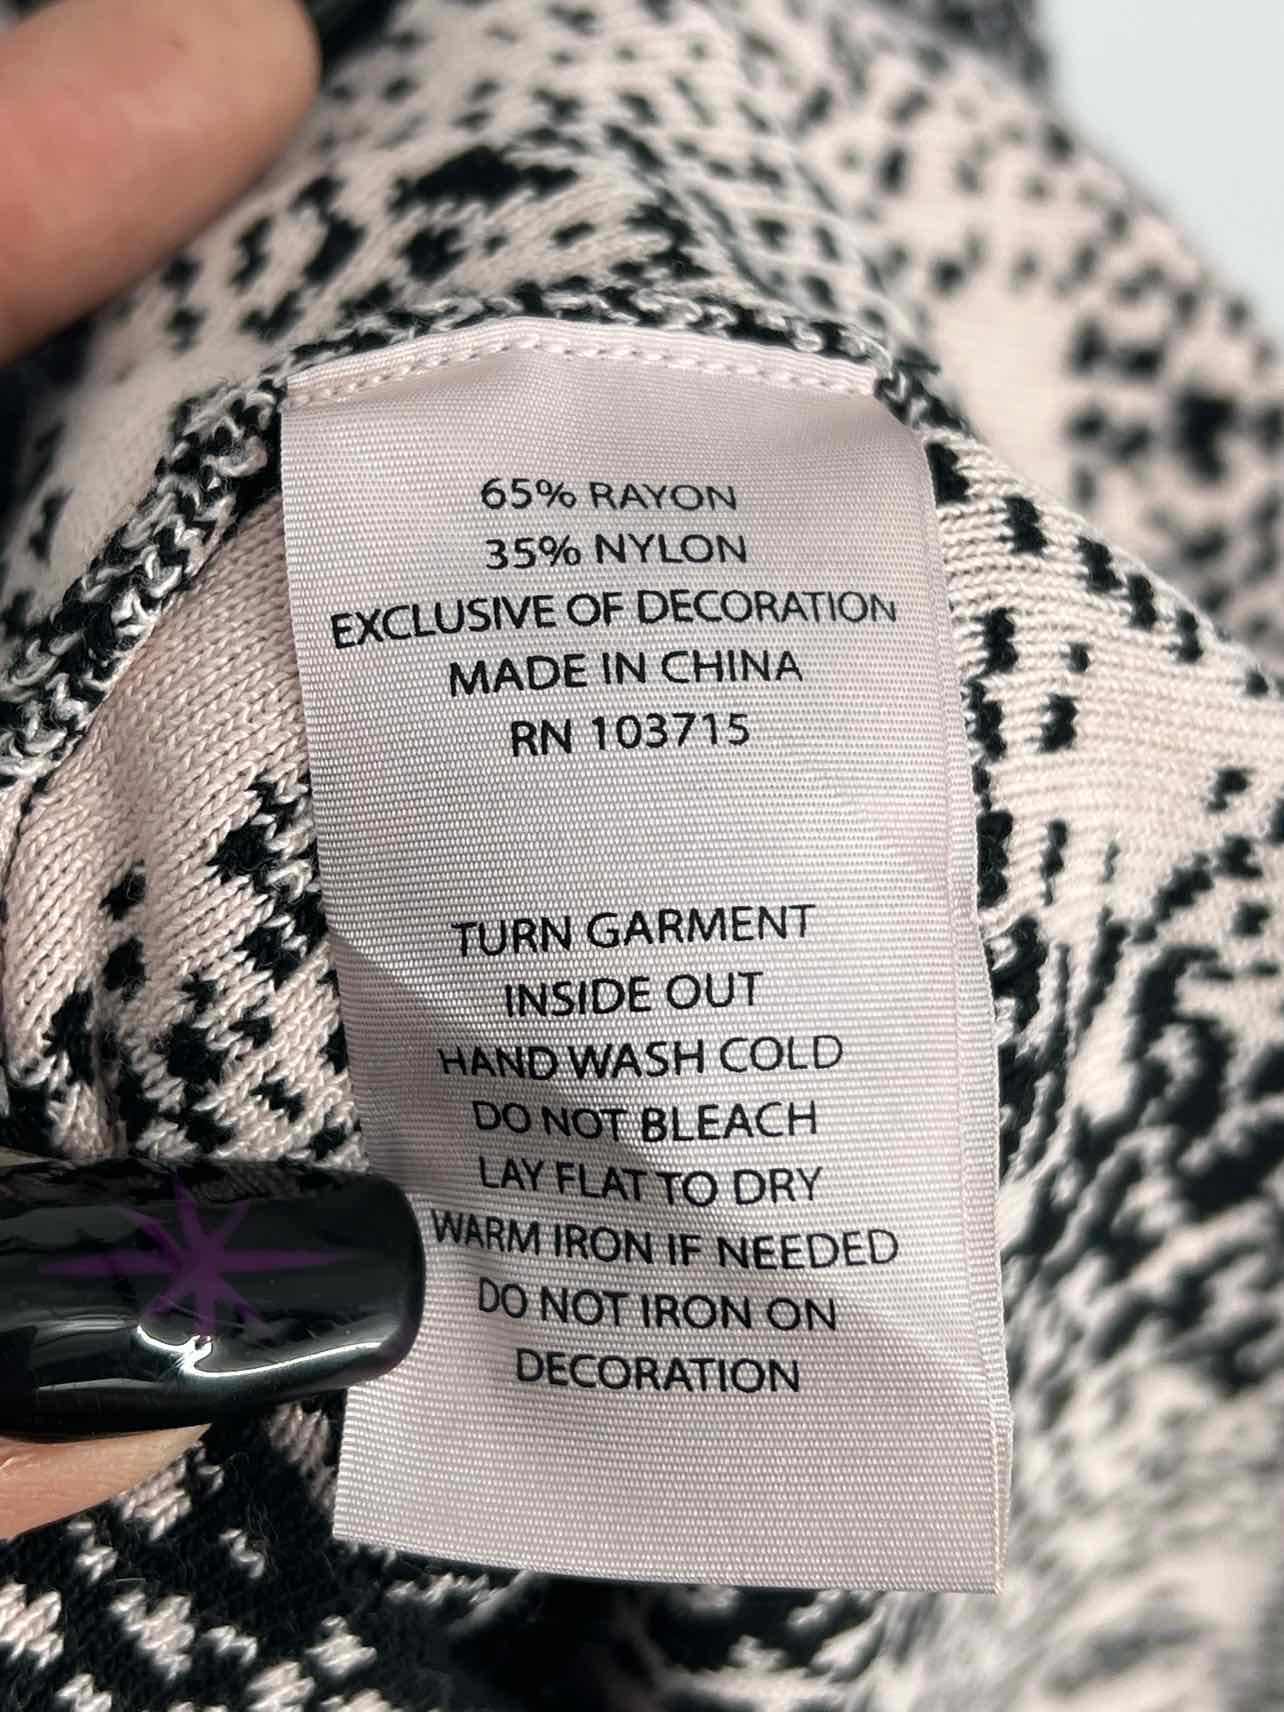 65% RAYON
35% NYLON
EXCLUSIVE OF DECORATION
MADE IN CHINA
RN 103715
TURN GARMENT
INSIDE OUT
HAND WASH COLD
DO NOT BLEACH
LAY FLAT TO DRY
WARM IRON IF NEEDED
DO NOT IRON ON
DECORATION